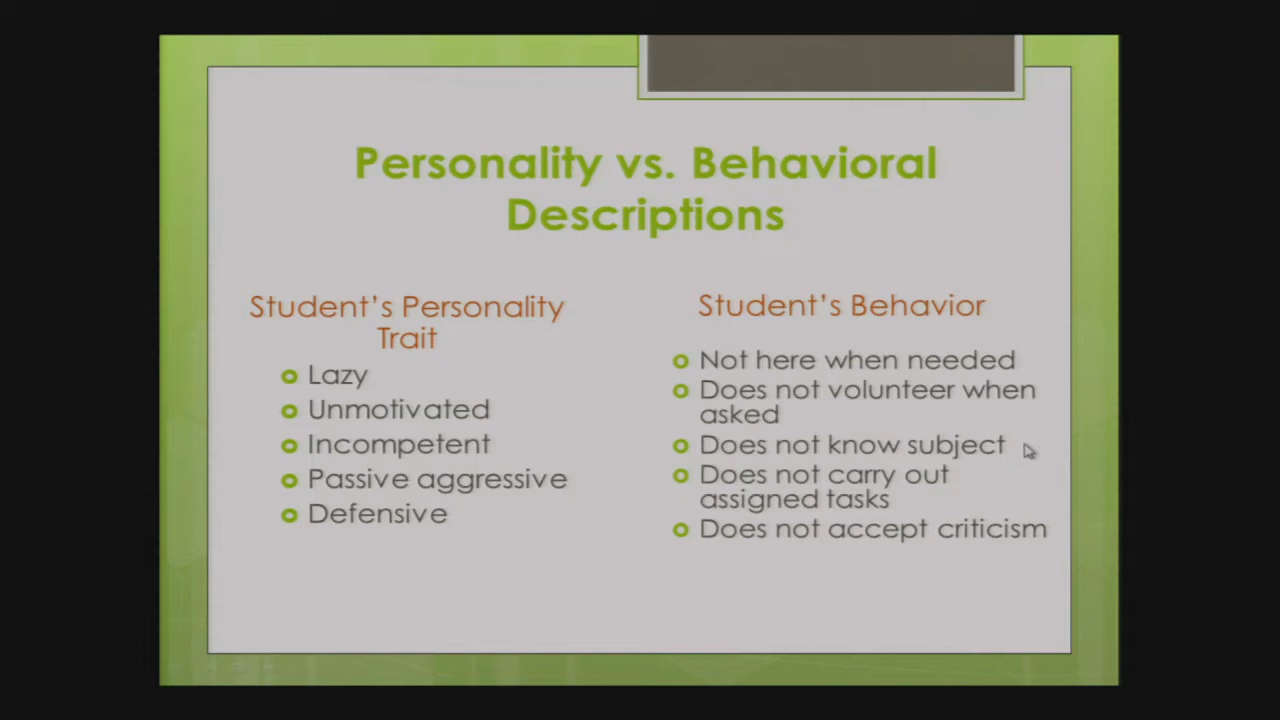 Personality vs. Behavioral
Descriptions
Student's Personality
Trait
Lazy
Unmotivated
Incompetent
Passive aggressive
Defensive
Student's Behavior
Not here when needed
Does not volunteer when
asked
Does not know subject
Does not carry out
assigned tasks
Does not accept criticism